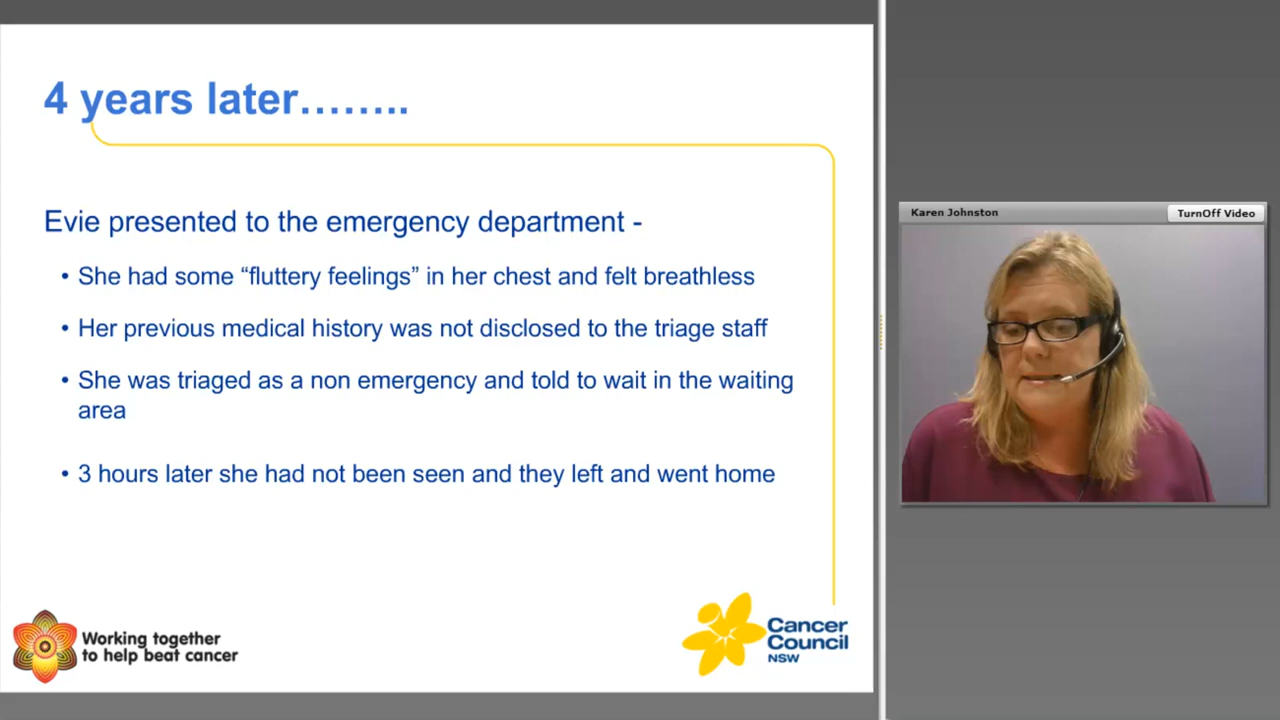 4 years later……..
Evie presented to the emergency department -
• She had some “fluttery feelings” in her chest and felt breathless
• Her previous medical history was not disclosed to the triage staff
• She was triaged as a non emergency and told to wait in the waiting
area
• 3 hours later she had not been seen and they left and went home
Working together
to help beat cancer
Cancer
Council
NSW
Karen Johnston
TurnOff Video